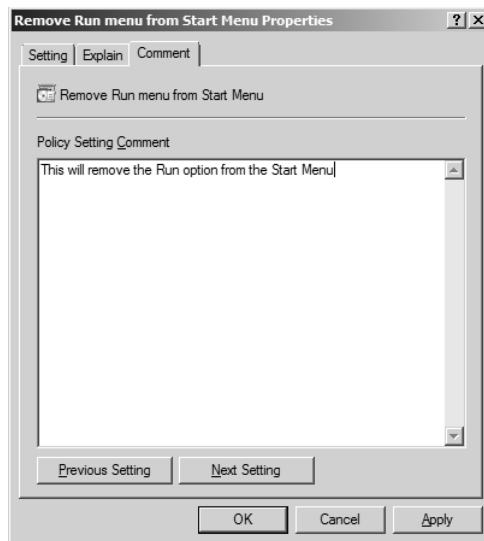 Remove Run menu from Start Menu Properties
Setting Explain Comment
Remove Run menu from Start Menu
Policy Setting Comment
This will remove the Run option from the Start Menu
Previous Setting Next Setting
OK Cancel Apply